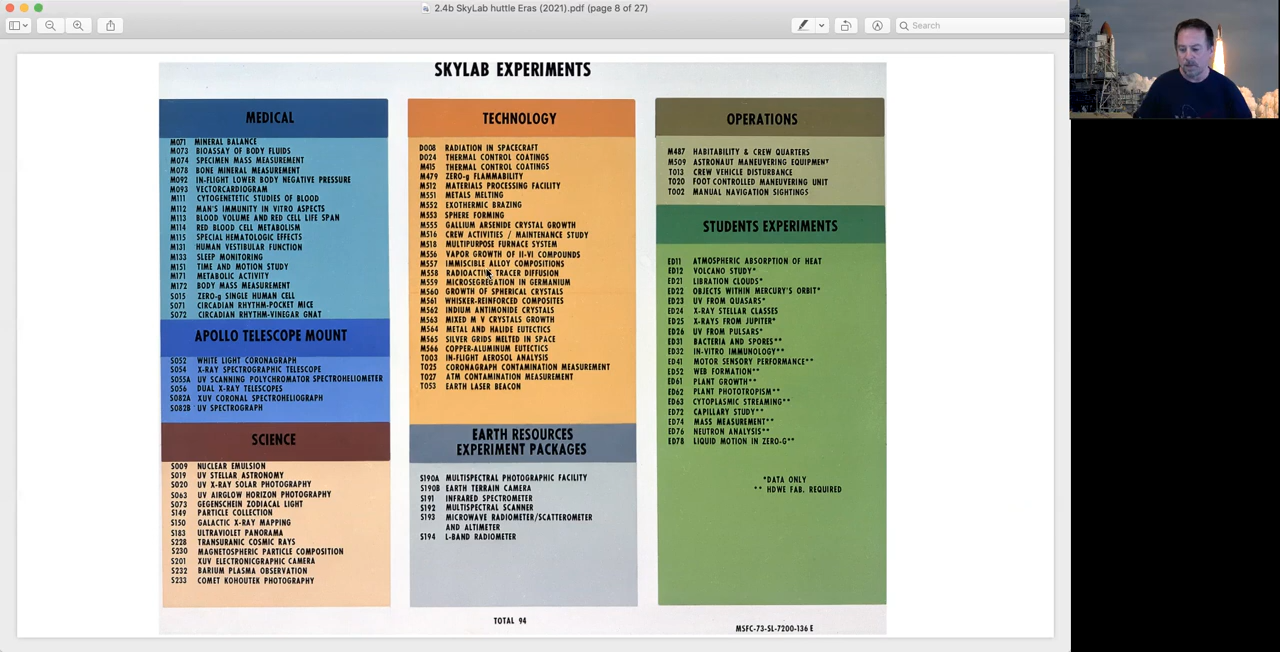 2.4b SkyLab huttle Eras (2021).pdf (page 8 of 27)
Search
SKYLAB EXPERIMENTS
MEDICAL
M071 MINERAL BALANCE
M073 BIOASSAY OF BODY FLUIDS
M074 SPECIMEN MASS MEASUREMENT
M078 BONE MINERAL MEASUREMENT
M092 IN-FLIGHT LOWER BODY NEGATIVE PRESSURE
M093 VECTORCARDIOGRAM
M111 CYTOGENETIC STUDIES OF BLOOD
M112 MAN'S IMMUNITY IN VITRO ASPECTS
M113 BLOOD VOLUME AND RED CELL LIFE SPAN
M114 RED BLOOD CELL METABOLISM
M115 SPECIAL HEMATOLOGIC EFFECTS
M131 HUMAN VESTIBULAR FUNCTION
M133 SLEEP MONITORING
M151 TIME AND MOTION STUDY
M171 METABOLIC ACTIVITY
M172 BODY MASS MEASUREMENT
S015 ZERO-g SINGLE HUMAN CELL
S071 CIRCADIAN RHYTHM-POCKET MICE
S072 CIRCADIAN RHYTHM-VINEGAR GNAT
APOLLO TELESCOPE MOUNT
S052 WHITE LIGHT CORONAGRAPH
S054 X-RAY SPECTROGRAPHIC TELESCOPE
S055A UV SCANNING POLYCHROMATOR SPECTROHELIOMETER
S056 DUAL X-RAY TELESCOPES
S082A XUV CORONAL SPECTROHELIOGRAPH
S082B UV SPECTROGRAPH
SCIENCE
S009 NUCLEAR EMULSION
S019 UV STELLAR ASTRONOMY
S020 UV X-RAY SOLAR PHOTOGRAPHY
S063 UV AIRGLOW HORIZON PHOTOGRAPHY
S073 GEGENSCHEIN ZODIACAL LIGHT
S149 PARTICLE COLLECTION
S150 GALACTIC X-RAY MAPPING
S183 ULTRAVIOLET PANORAMA
S228 TRANSURANIC COSMIC RAYS
S230 MAGNETOSPHERIC PARTICLE COMPOSITION
S201 XUV ELECTRONICGRAPHIC CAMERA
S232 BARIUM PLASMA OBSERVATION
S233 COMET KOHOUTEK PHOTOGRAPHY
TECHNOLOGY
D008 RADIATION IN SPACECRAFT
D024 THERMAL CONTROL COATINGS
M415 THERMAL CONTROL COATINGS
M479 ZERO-g FLAMMABILITY
M512 MATERIALS PROCESSING FACILITY
M551 METALS MELTING
M552 EXOTHERMIC BRAZING
M553 SPHERE FORMING
M555 GALLIUM ARSENIDE CRYSTAL GROWTH
M516 CREW ACTIVITIES / MAINTENANCE STUDY
M518 MULTIPURPOSE FURNACE SYSTEM
M556 VAPOR GROWTH OF II-VI COMPOUNDS
M557 IMMISCIBLE ALLOY COMPOSITIONS
M558 RADIOACTIVE TRACER DIFFUSION
M559 MICROSEGREGATION IN GERMANIUM
M560 GROWTH OF SPHERICAL CRYSTALS
M561 WHISKER-REINFORCED COMPOSITES
M562 INDIUM ANTIMONIDE CRYSTALS
M563 MIXED M V CRYSTALS GROWTH
M564 METAL AND HALIDE EUTECTICS
M565 SILVER GRIDS MELTED IN SPACE
M566 COPPER-ALUMINUM EUTECTICS
T003 IN-FLIGHT AEROSOL ANALYSIS
T025 CORONAGRAPH CONTAMINATION MEASUREMENT
T027 ATM CONTAMINATION MEASUREMENT
T053 EARTH LASER BEACON
EARTH RESOURCES
EXPERIMENT PACKAGES
S190A MULTISPECTRAL PHOTOGRAPHIC FACILITY
S190B EARTH TERRAIN CAMERA
S191 INFRARED SPECTROMETER
S192 MULTISPECTRAL SCANNER
S193 MICROWAVE RADIOMETER/SCATTEROMETER
AND ALTIMETER
S194 L-BAND RADIOMETER
OPERATIONS
M487 HABITABILITY & CREW QUARTERS
M509 ASTRONAUT MANEUVERING EQUIPMENT
T013 CREW VEHICLE DISTURBANCE
T020 FOOT CONTROLLED MANEUVERING UNIT
T002 MANUAL NAVIGATION SIGHTINGS
STUDENTS EXPERIMENTS
ED11 ATMOSPHERIC ABSORPTION OF HEAT
ED12 VOLCANO STUDY*
ED21 LIBRATION CLOUDS*
ED22 OBJECTS WITHIN MERCURY'S ORBIT*
ED23 UV FROM QUASARS*
ED24 X-RAY STELLAR CLASSES
ED25 X-RAYS FROM JUPITER*
ED26 UV FROM PULSARS*
ED31 BACTERIA AND SPORES**
ED32 IN-VITRO IMMUNOLOGY**
ED41 MOTOR SENSORY PERFORMANCE**
ED52 WEB FORMATION**
ED61 PLANT GROWTH**
ED62 PLANT PHOTOTROPISM**
ED63 CYTOPLASMIC STREAMING**
ED72 CAPILLARY STUDY**
ED74 MASS MEASUREMENT**
ED76 NEUTRON ANALYSIS**
ED78 LIQUID MOTION IN ZERO-G**
*DATA ONLY
** HDWE FAB. REQUIRED
TOTAL 94
MSFC-73-SL-7200-136 E